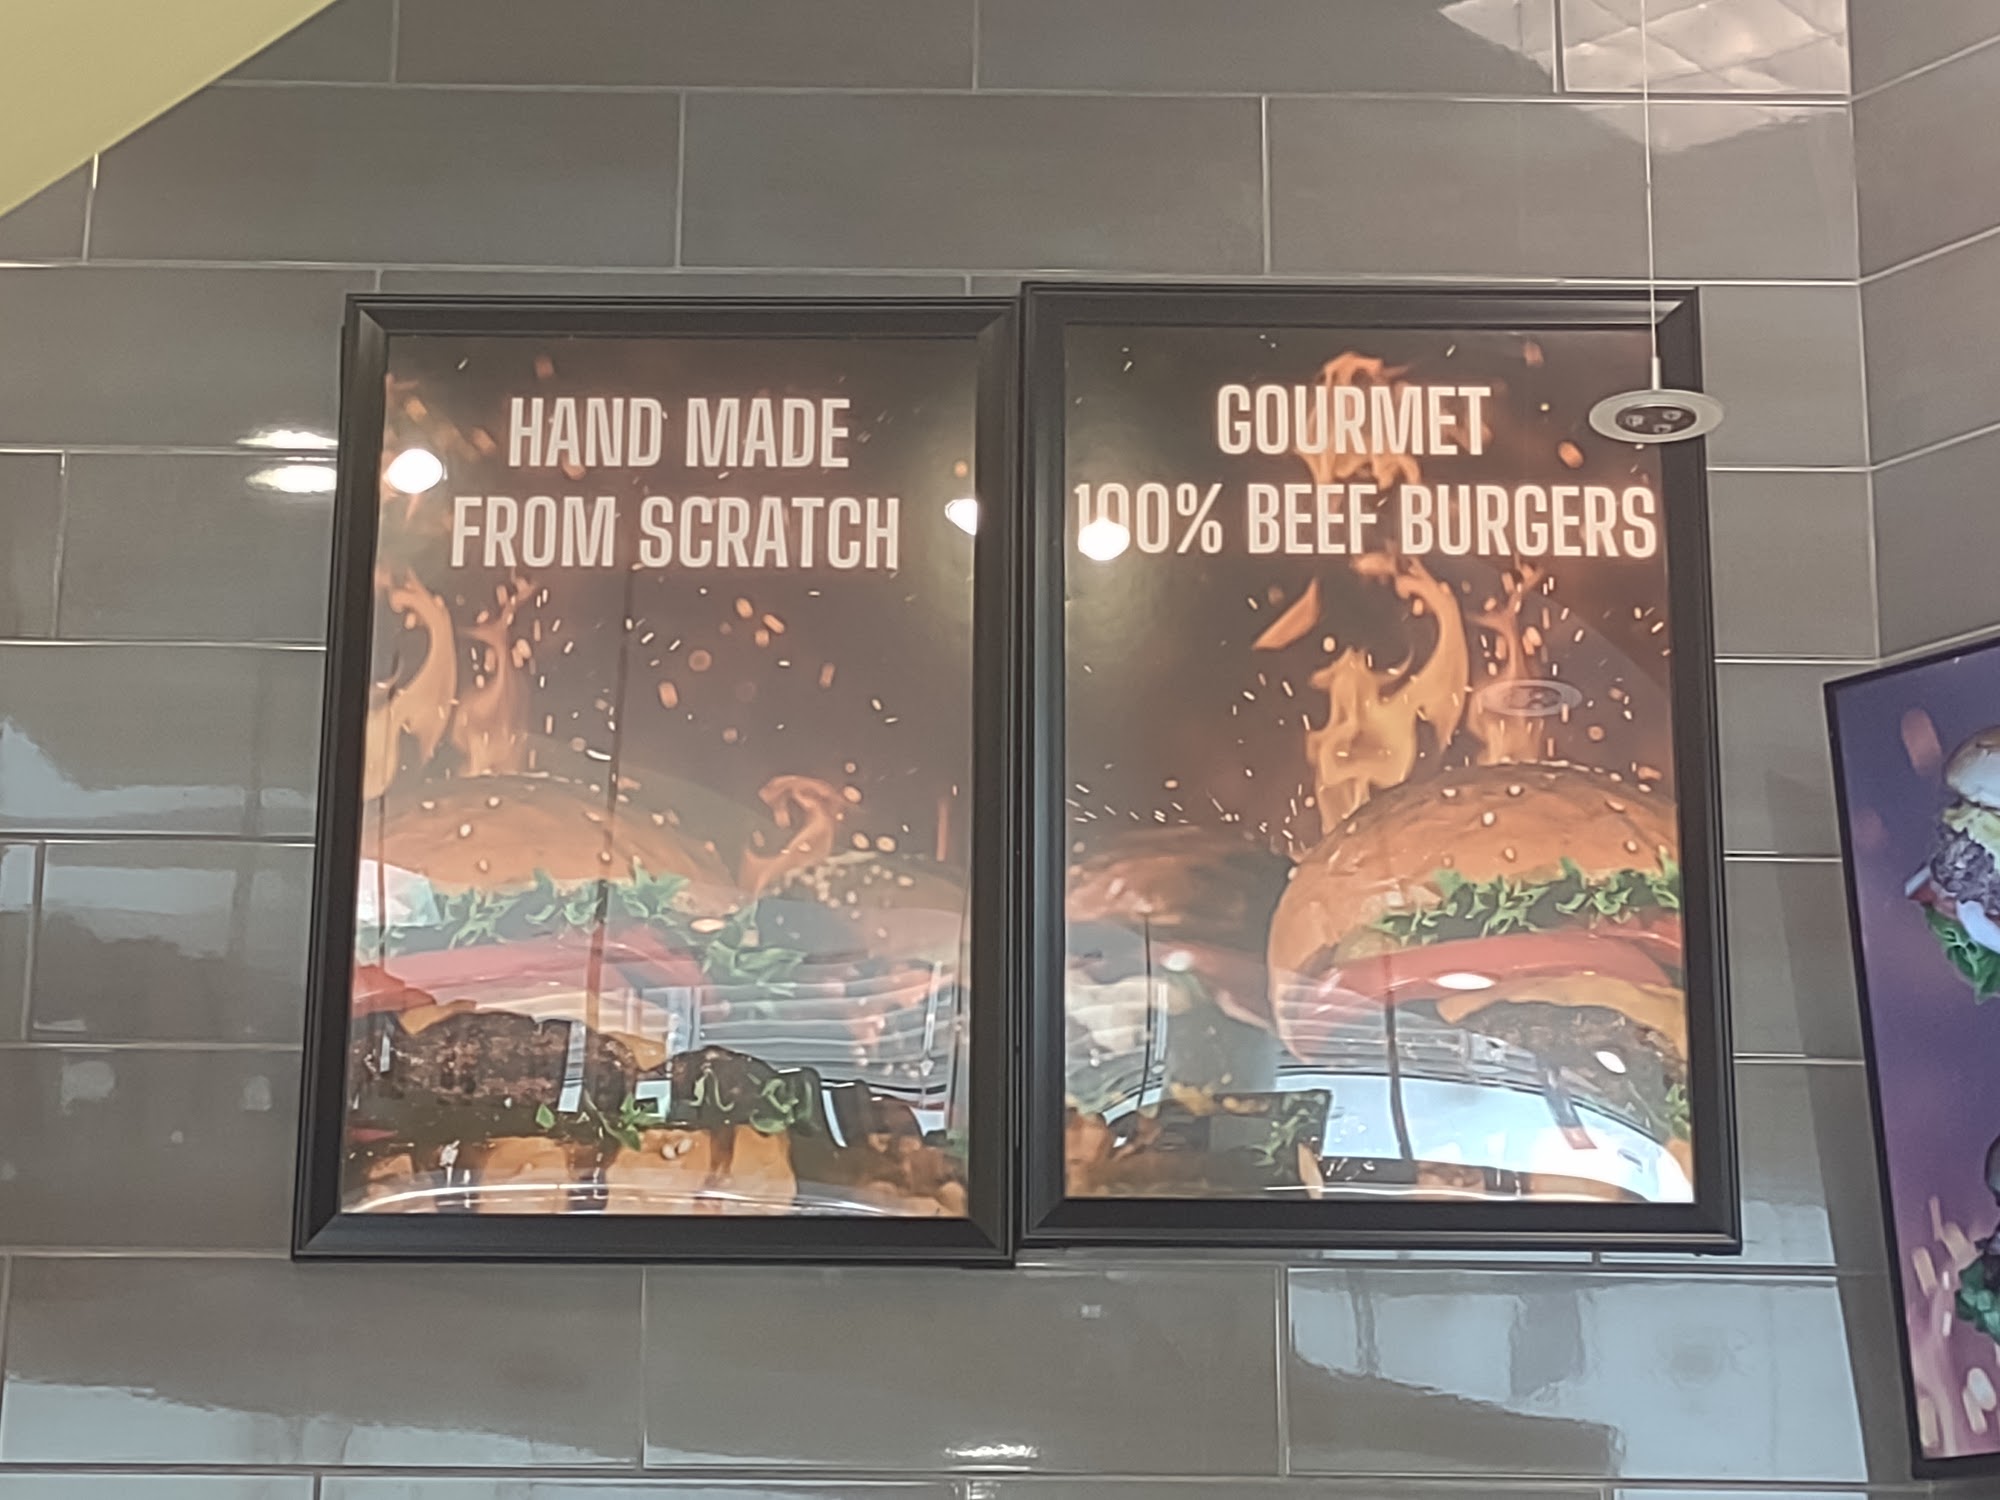 HAND MADE
FROM SCRATCH
GOURMET
100% BEEF BURGERS